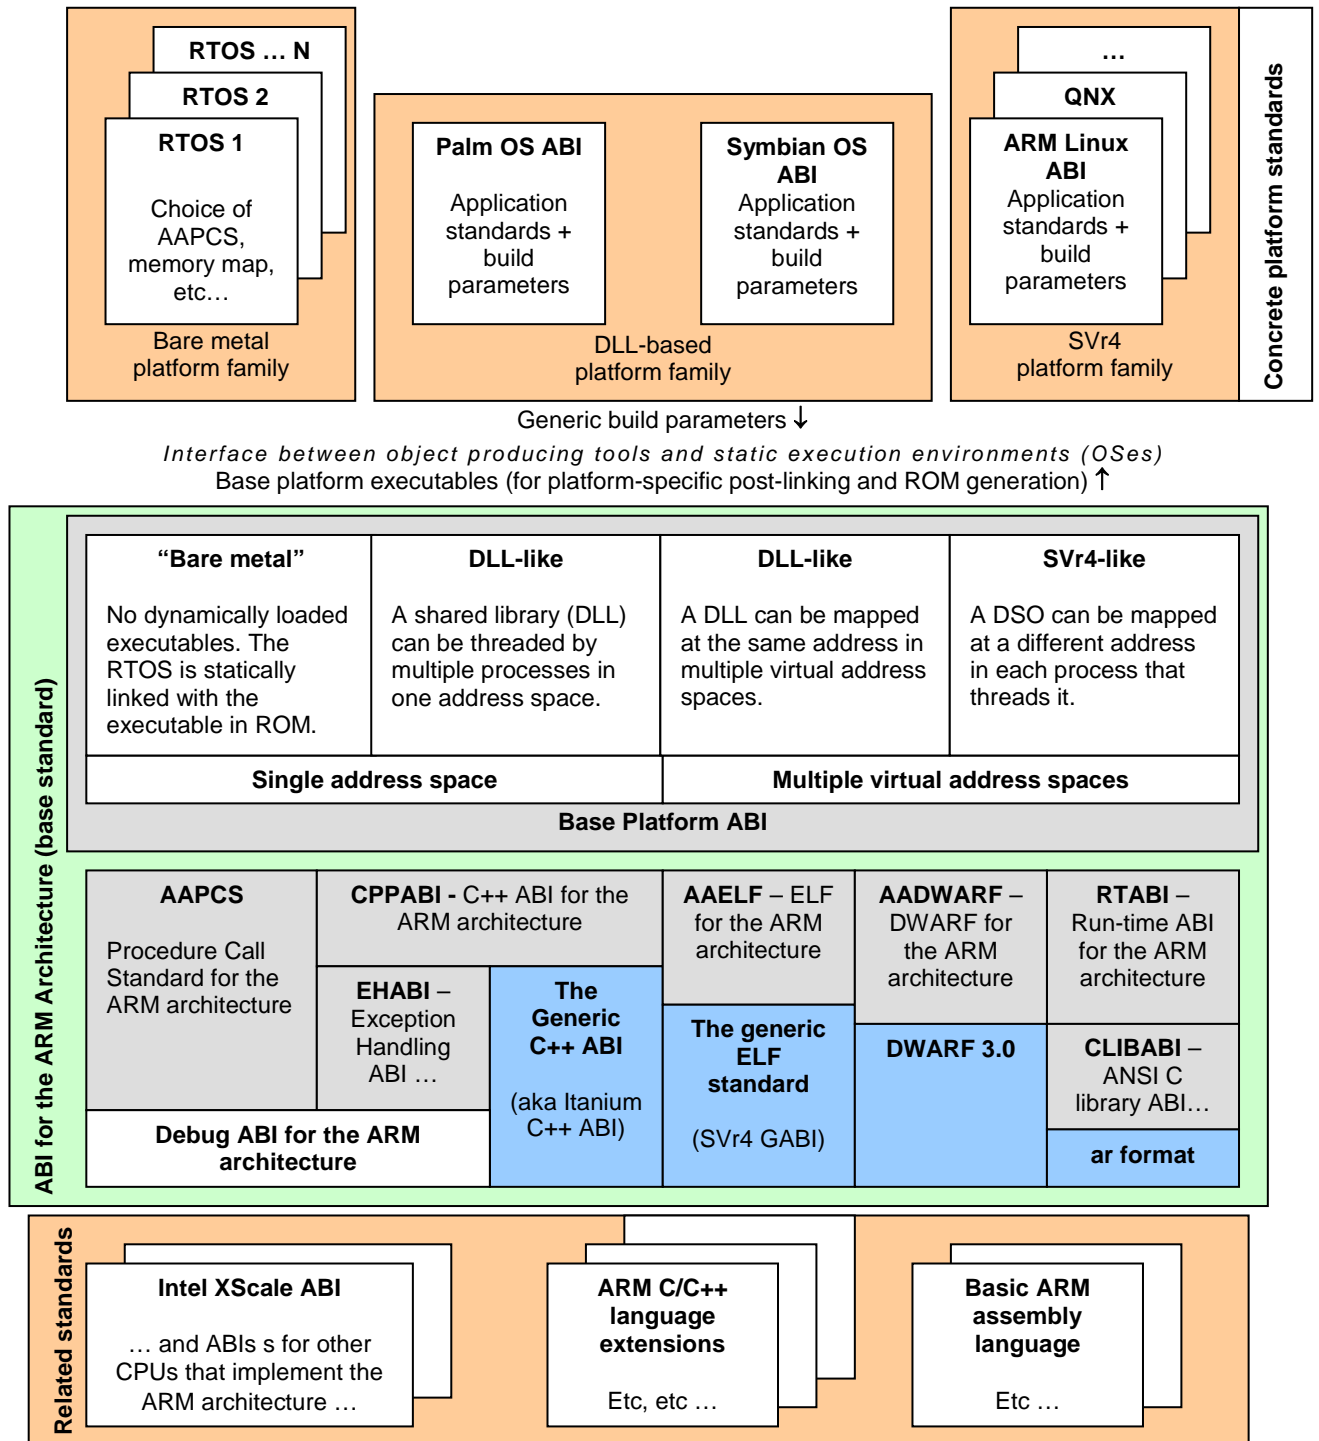 RTOS … N
RTOS 2
RTOS 1
Choice of
AAPCS,
memory map,
etc…
Bare metal
platform family
Palm OS ABI
Application
standards +
build
parameters
Symbian OS
ABI
Application
standards +
build
parameters
DLL-based
platform family
…
QNX
ARM Linux
ABI
Application
standards +
build
parameters
SVr4
platform family
Concrete platform standards
Generic build parameters ↓
Interface between object producing tools and static execution environments (OSes)
Base platform executables (for platform-specific post-linking and ROM generation) ↑
ABI for the ARM Architecture (base standard)
“Bare metal”
No dynamically loaded
executables. The
RTOS is statically
linked with the
executable in ROM.
DLL-like
A shared library (DLL)
can be threaded by
multiple processes in
one address space.
DLL-like
A DLL can be mapped
at the same address in
multiple virtual address
spaces.
SVr4-like
A DSO can be mapped
at a different address
in each process that
threads it.
Single address space
Multiple virtual address spaces
Base Platform ABI
AAPCS
Procedure Call
Standard for the
ARM architecture
CPPABI - C++ ABI for the
ARM architecture
EHABI –
Exception
Handling
ABI …
The
Generic
C++ ABI
(aka Itanium
C++ ABI)
Debug ABI for the ARM
architecture
AAELF – ELF
for the ARM
architecture
The generic
ELF
standard
(SVr4 GABI)
AADWARF –
DWARF for
the ARM
architecture
DWARF 3.0
RTABI –
Run-time ABI
for the ARM
architecture
CLIBABI –
ANSI C
library ABI…
ar format
Related standards
Intel XScale ABI
… and ABIs s for other
CPUs that implement the
ARM architecture …
ARM C/C++
language
extensions
Etc, etc …
Basic ARM
assembly
language
Etc …